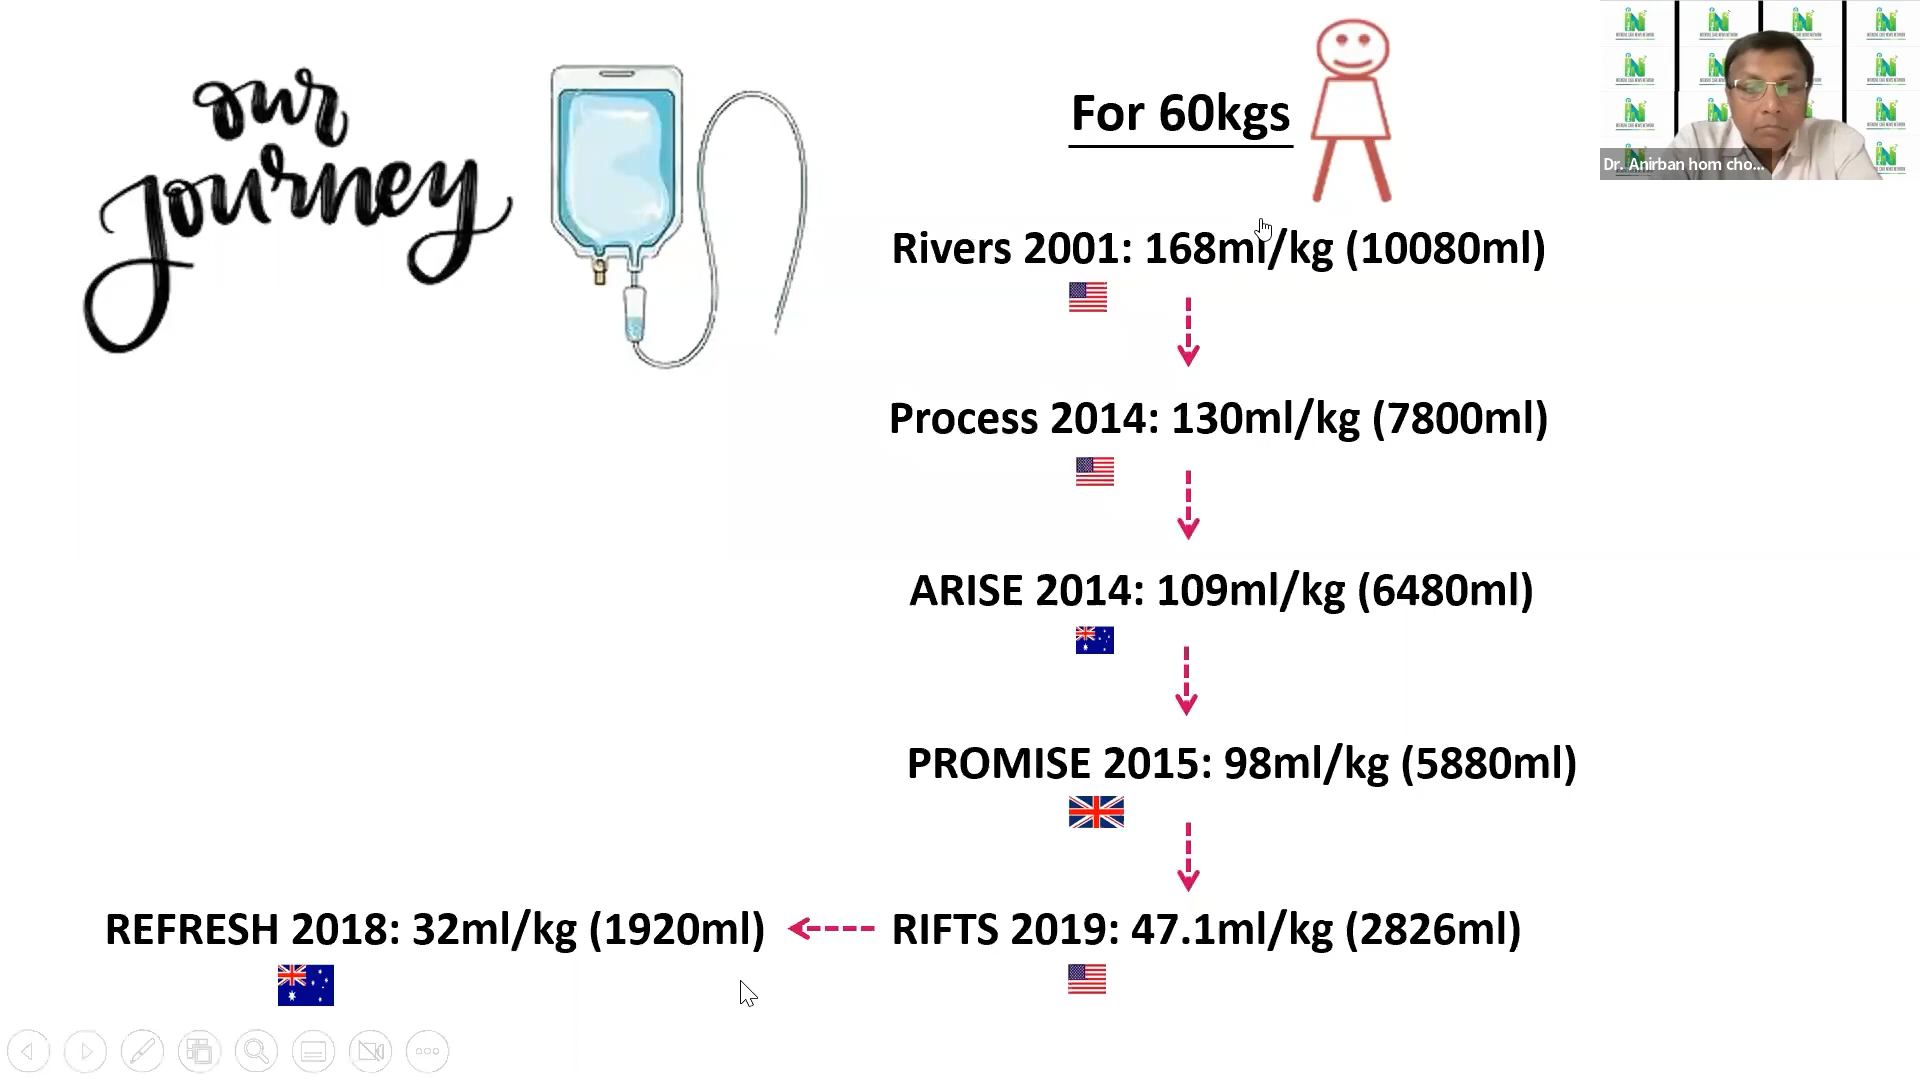 our
journey
For 60kgs
Rivers 2001: 168ml/kg (10080ml)
Process 2014: 130ml/kg (7800ml)
ARISE 2014: 109ml/kg (6480ml)
PROMISE 2015: 98ml/kg (5880ml)
RIFTS 2019: 47.1ml/kg (2826ml)
REFRESH 2018: 32ml/kg (1920ml)
Dr. Anirban hom cho...